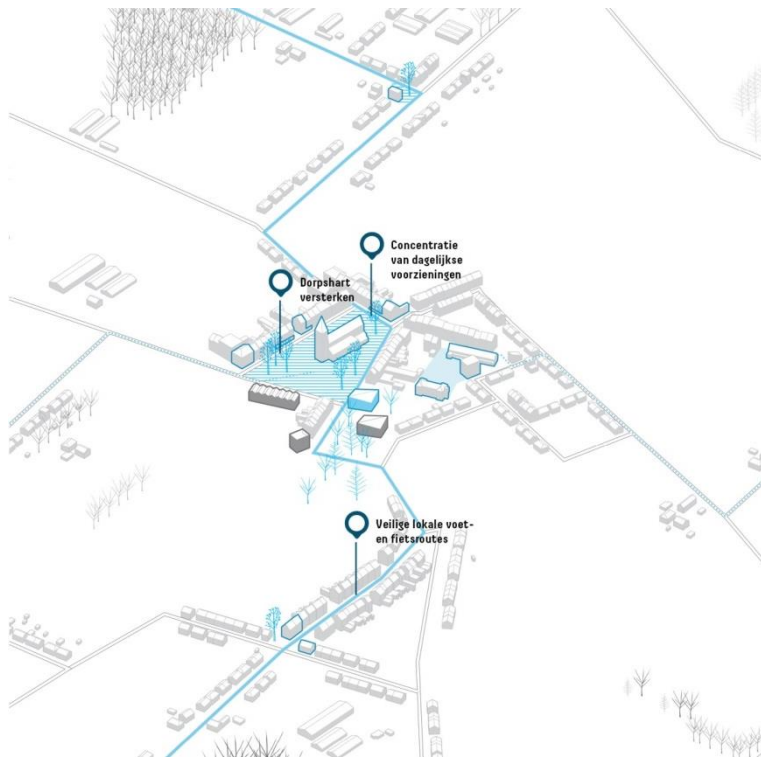 Concentratie
van dagelijkse
voorzieningen
Dorpshart
versterken
Veilige lokale voet-
en fietsroutes